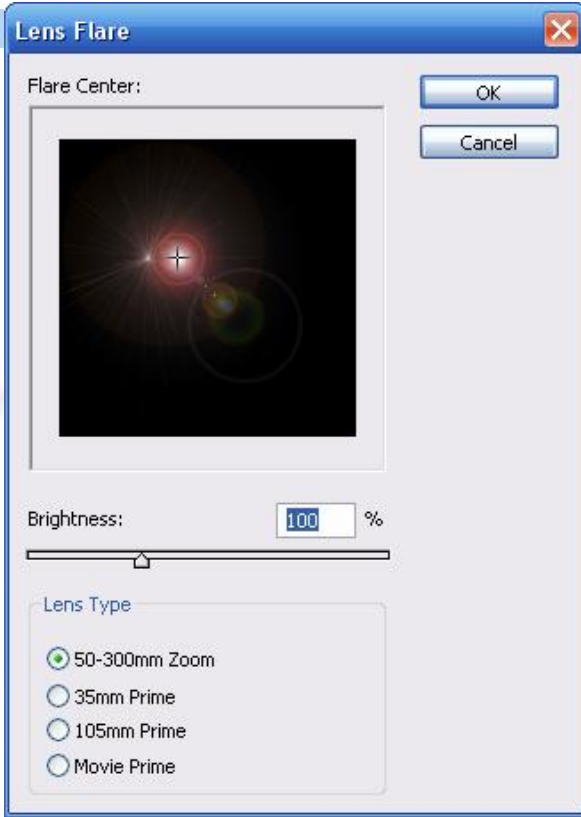 Lens Flare
Flare Center:
OK
Cancel
Brightness:
100 %
Lens Type
50-300mm Zoom
35mm Prime
105mm Prime
Movie Prime